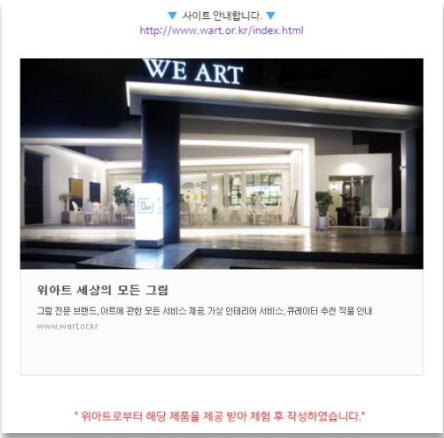 ▼ 사이트 안내합니다. ▼
http://www.wart.or.kr/index.html
WE ART
위아트 세상의 모든 그림
그림 전문 브랜드, 아트에 관한 모든 서비스 제공, 가상 인테리어 서비스, 큐레이터 추천 작품 안내
www.wart.or.kr
" 위아트로부터 해당 제품을 제공 받아 체험 후 작성하였습니다."